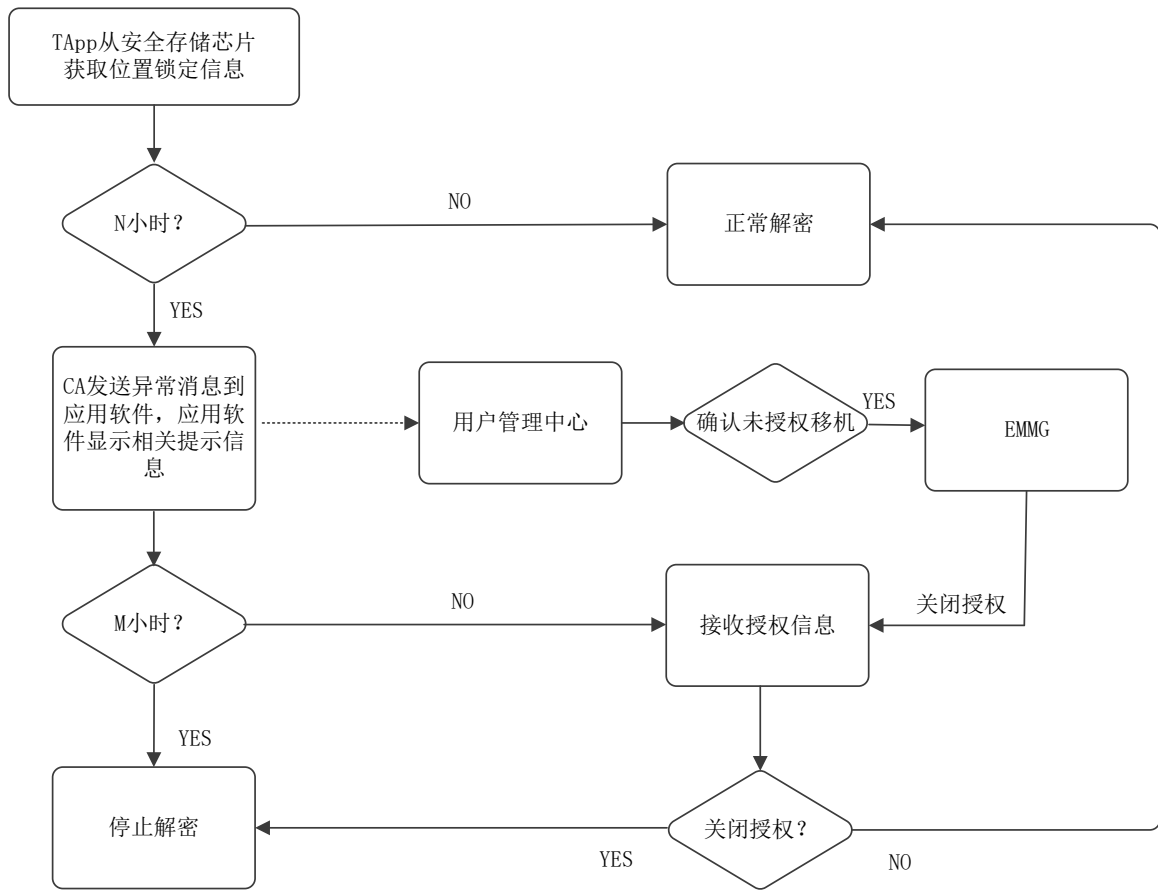 TApp从安全存储芯片
获取位置锁定信息
N小时?
NO
正常解密
YES
CA发送异常消息到
应用软件，应用软
件显示相关提示信
息
用户管理中心
确认未授权移机
YES
EMMG
M小时?
NO
接收授权信息
关闭授权
YES
停止解密
关闭授权?
YES
NO